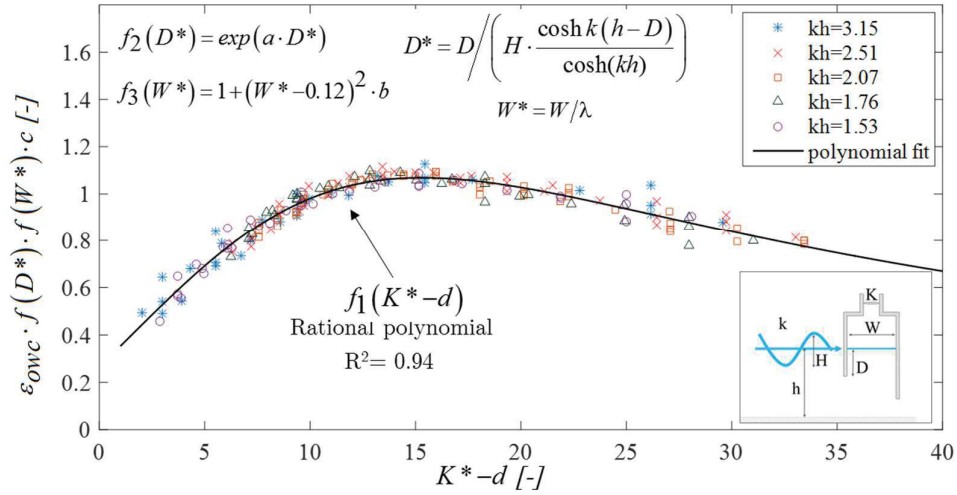 f₂(D*) = exp(a·D*)
D* = D/(H · cosh k(h−D)/cosh(kh))
f₃(W*) = 1+(W*−0.12)²·b
W* = W/λ
kh=3.15
kh=2.51
kh=2.07
kh=1.76
kh=1.53
polynomial fit
1.6
1.4
1.2
1
0.8
0.6
0.4
0.2
0
ε_owc · f(D*) · f(W*) · c [-]
f₁(K*−d)
Rational polynomial
R²= 0.94
K
k
W
H
D
h
0
5
10
15
20
25
30
35
40
K*−d [-]